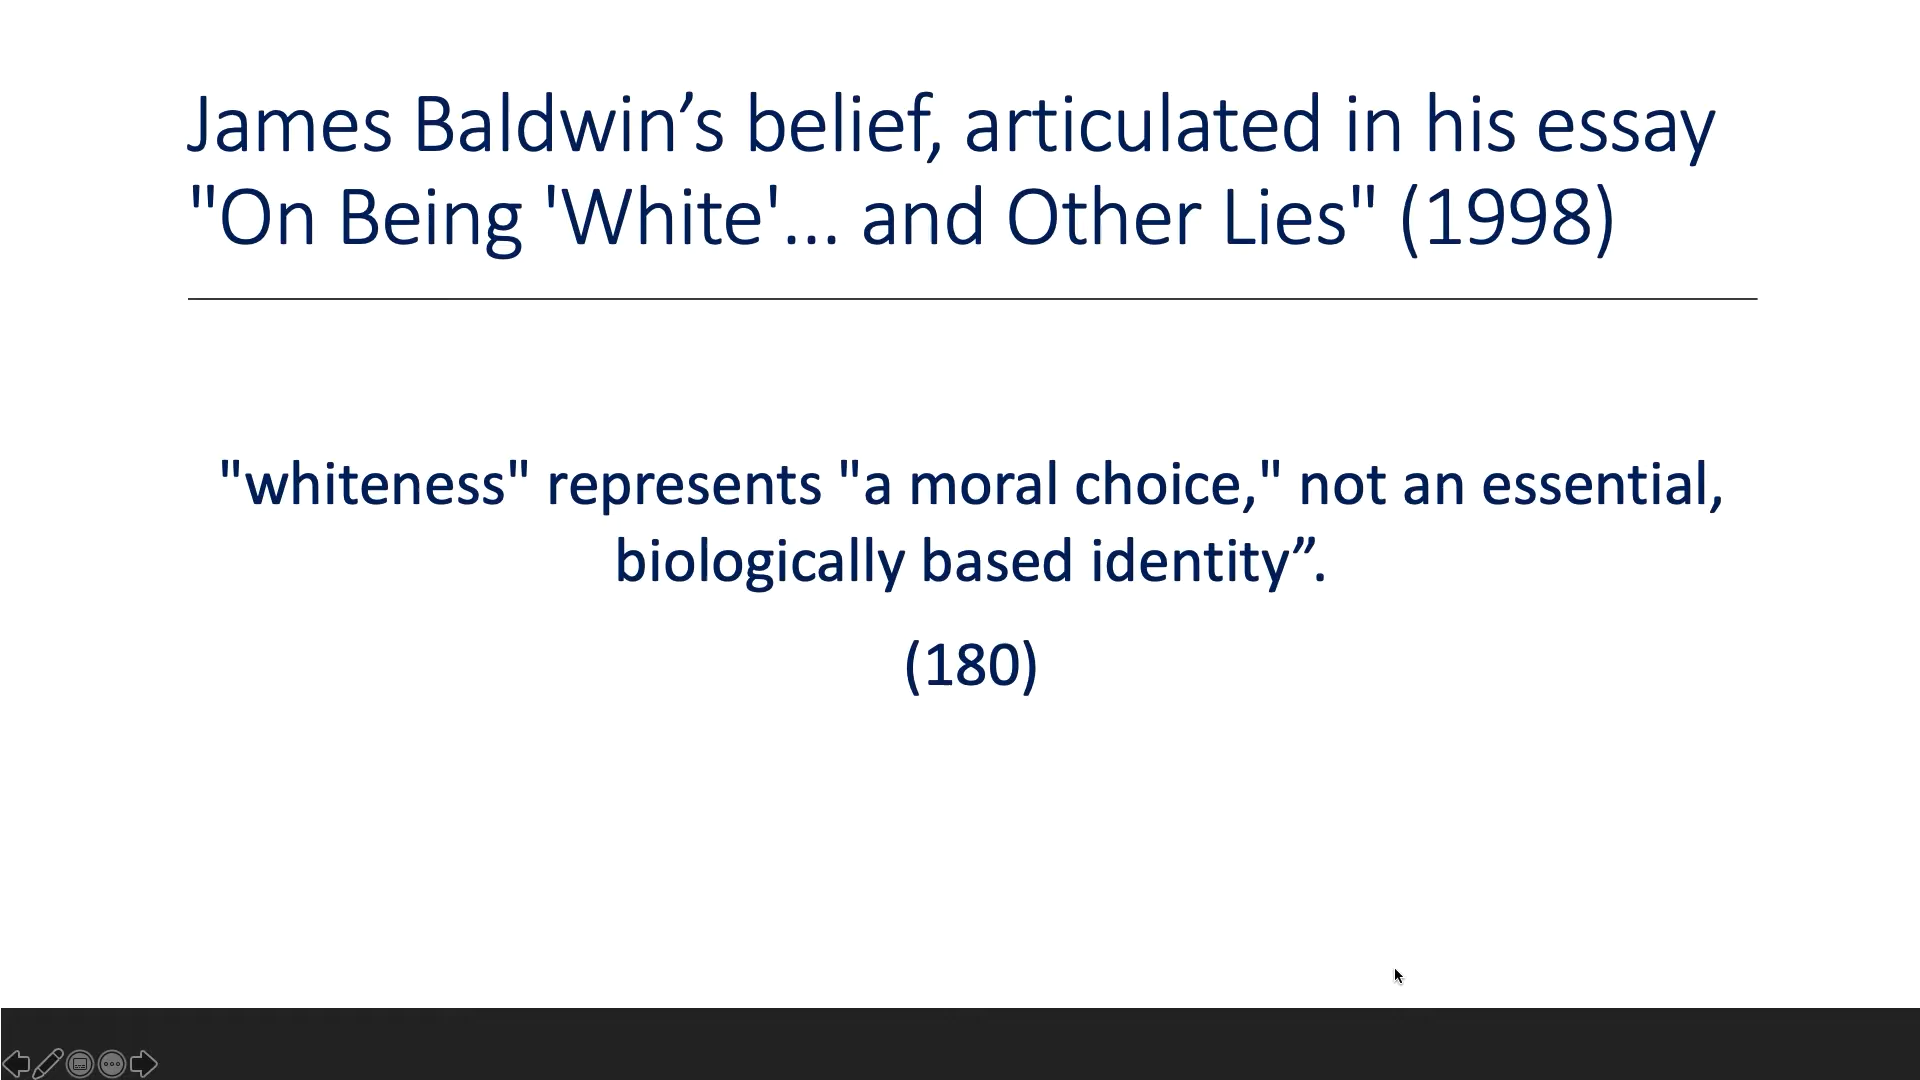 James Baldwin’s belief, articulated in his essay
"On Being 'White'... and Other Lies" (1998)
"whiteness" represents "a moral choice," not an essential,
biologically based identity”.
(180)